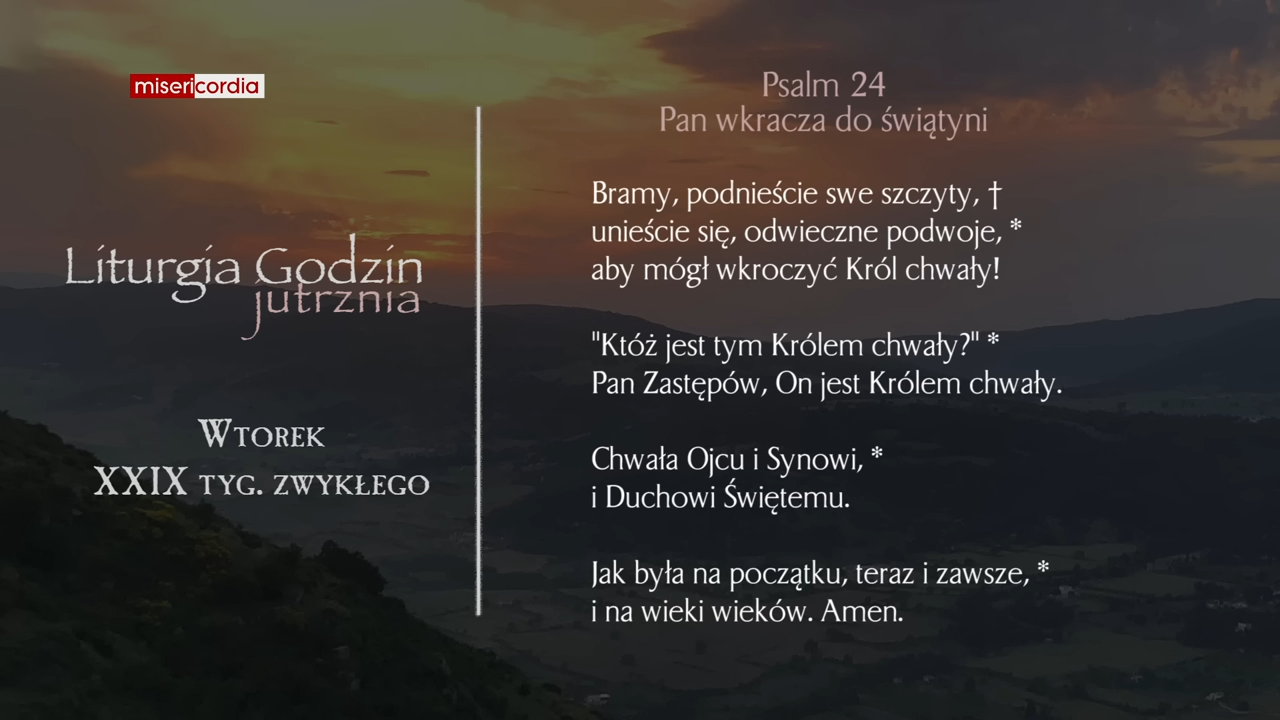 misericordia
Liturgia Godzin
jutrznia
Wtorek
XXIX tyg. zwykłego
Psalm 24
Pan wkracza do świątyni
Bramy, podnieście swe szczyty, †
unieście się, odwieczne podwoje, *
aby mógł wkroczyć Król chwały!
"Któż jest tym Królem chwały?" *
Pan Zastępów, On jest Królem chwały.
Chwała Ojcu i Synowi, *
i Duchowi Świętemu.
Jak była na początku, teraz i zawsze, *
i na wieki wieków. Amen.